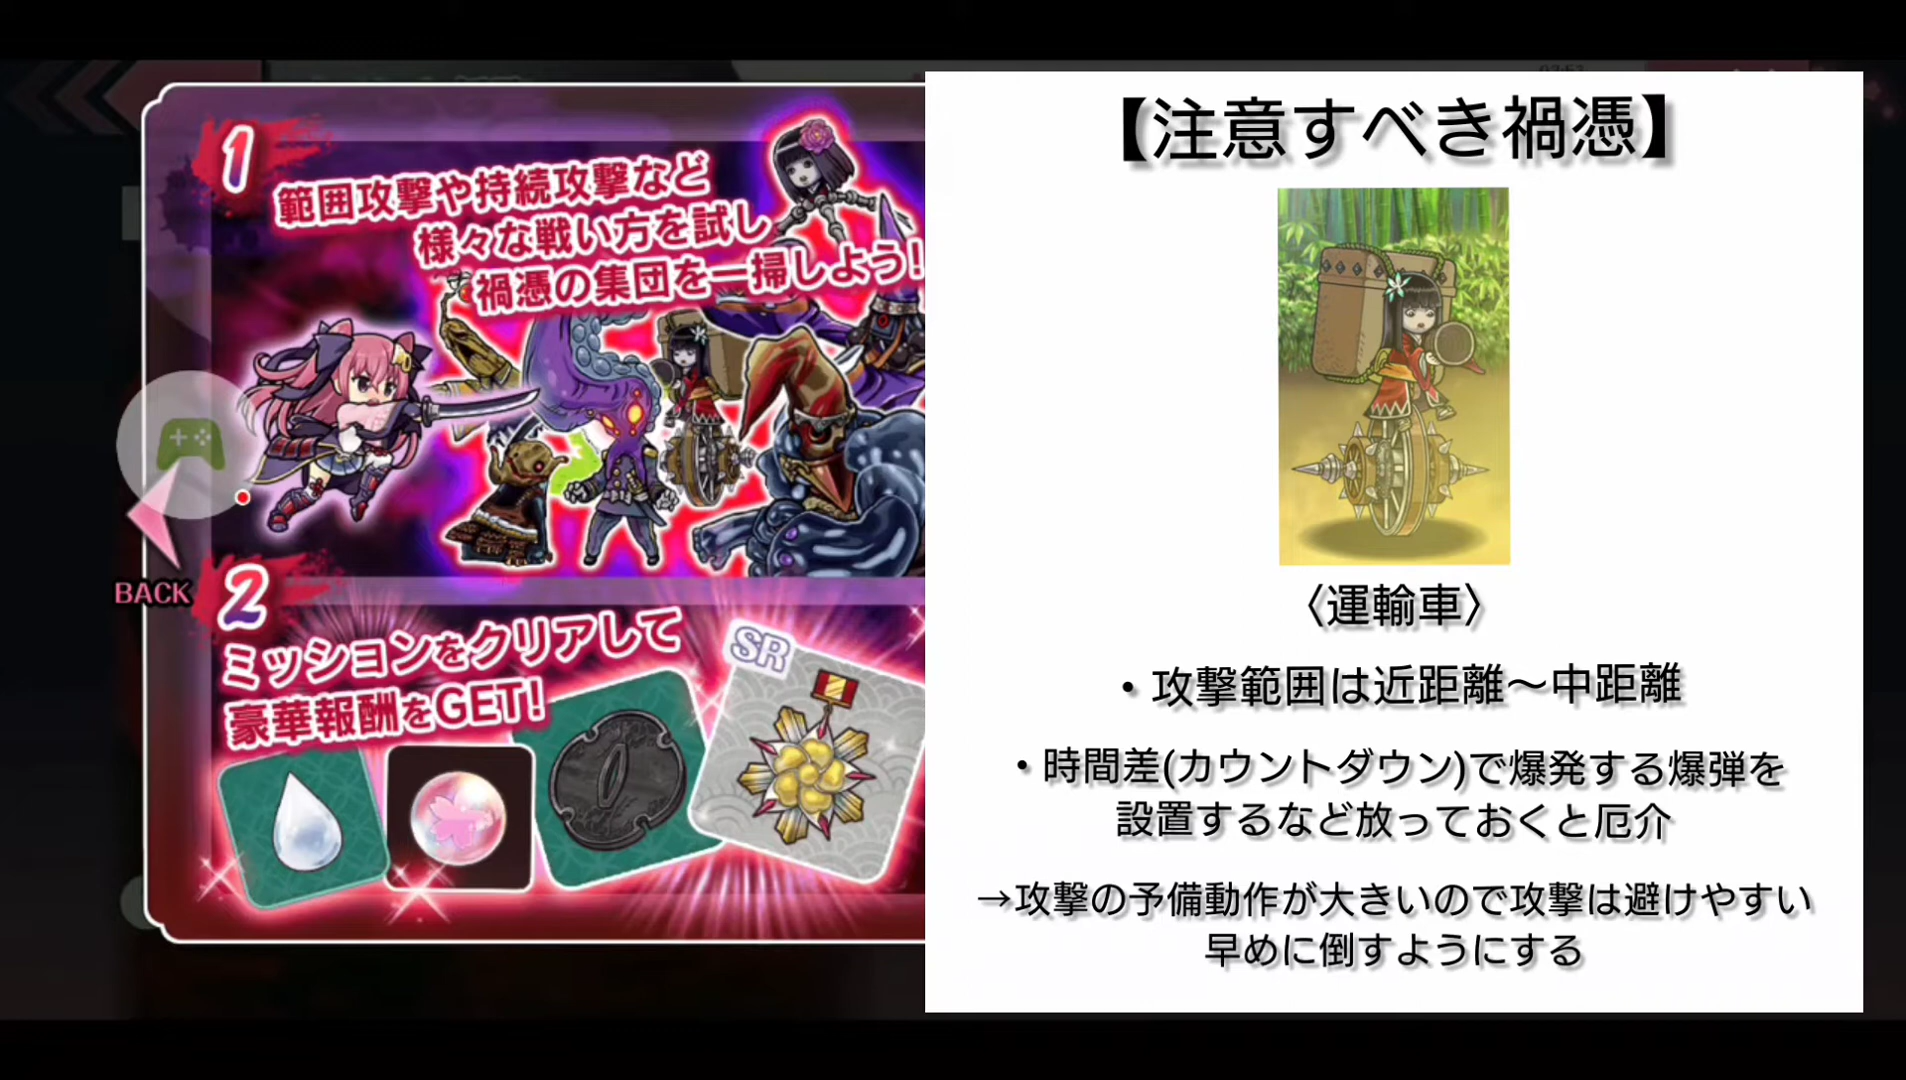 1
範囲攻撃や持続攻撃など
様々な戦い方を試し
禍憑の集団を一掃しよう!
BACK
2
ミッションをクリアして
豪華報酬をGET!
SR
【注意すべき禍憑】
〈運輸車〉
・攻撃範囲は近距離～中距離
・時間差(カウントダウン)で爆発する爆弾を
設置するなど放っておくと厄介
→攻撃の予備動作が大きいので攻撃は避けやすい
早めに倒すようにする